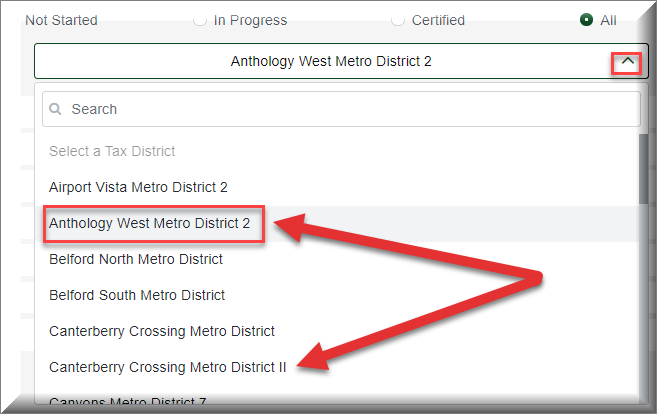 Not Started In Progress Certified All
Anthology West Metro District 2
Search
Select a Tax District
Airport Vista Metro District 2
Anthology West Metro District 2
Belford North Metro District
Belford South Metro District
Canterberry Crossing Metro District
Canterberry Crossing Metro District II
Canyons Metro District 7